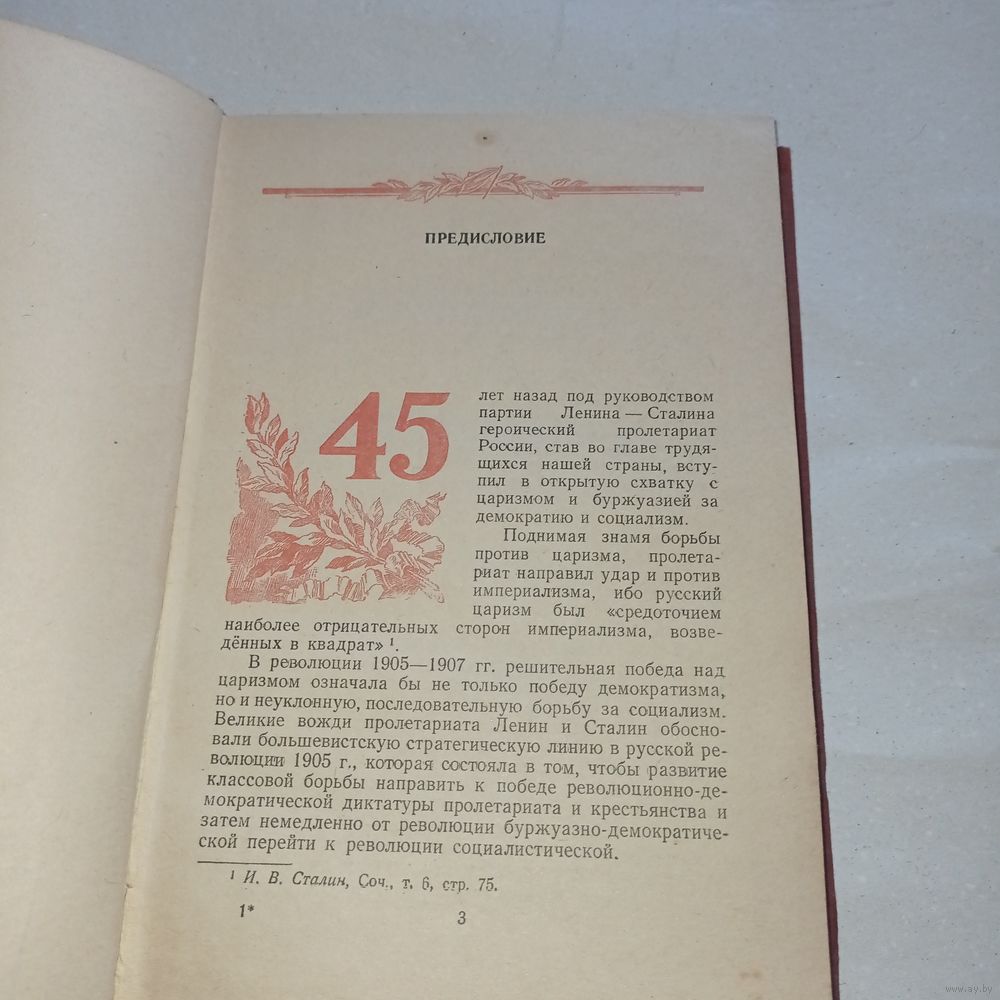 ПРЕДИСЛОВИЕ
45
лет назад под руководством
партии Ленина — Сталина
героический пролетариат
России, став во главе трудя-
щихся нашей страны, всту-
пил в открытую схватку с
царизмом и буржуазией за
демократию и социализм.
Поднимая знамя борьбы
против царизма, пролета-
риат направил удар и против
империализма, ибо русский
царизм был «средоточием
наиболее отрицательных сторон империализма, возве-
дённых в квадрат» ¹.
В революции 1905—1907 гг. решительная победа над
царизмом означала бы не только победу демократизма,
но и неуклонную, последовательную борьбу за социализм.
Великие вожди пролетариата Ленин и Сталин обосно-
вали большевистскую стратегическую линию в русской ре-
волюции 1905 г., которая состояла в том, чтобы развитие
классовой борьбы направить к победе революционно-де-
мократической диктатуры пролетариата и крестьянства и
затем немедленно от революции буржуазно-демократиче-
ской перейти к революции социалистической.
¹ И. В. Сталин, Соч., т. 6, стр. 75.
1*
3
www.ay.by